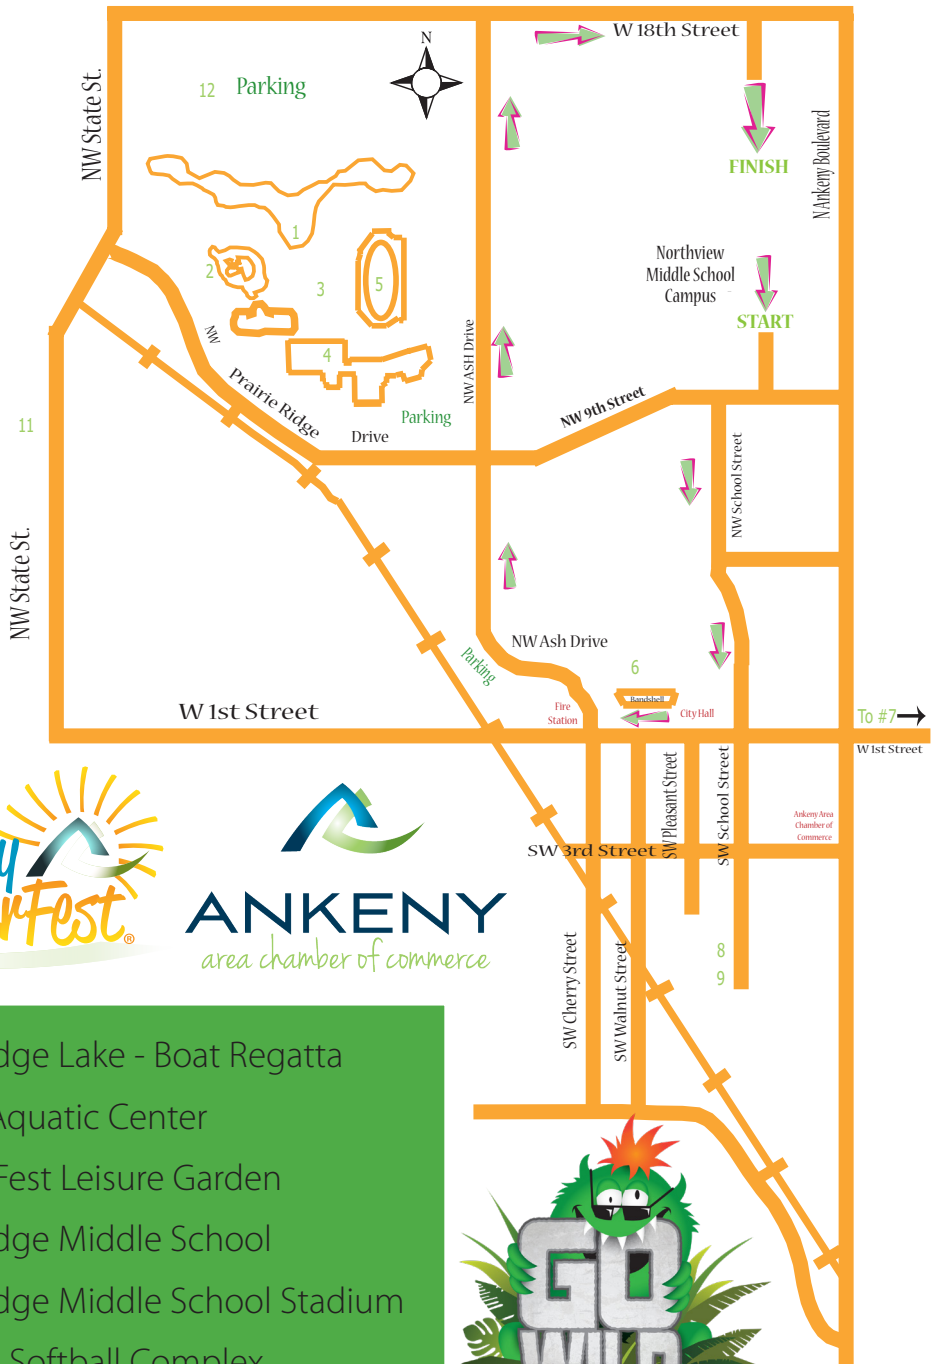 W 18th Street
N
NW State St.
12
Parking
N Ankeny Boulevard
FINISH
1
2
3
5
Northview
Middle School
Campus
START
NW ASH Drive
NW
4
Prairie Ridge
Drive
Parking
NW 9th Street
11
NW School Street
NW State St.
NW Ash Drive
Parking
6
Bandshell
Fire
Station
City Hall
W 1st Street
To #7
W 1st Street
SW Pleasant Street
SW School Street
Ankeny Area
Chamber of
Commerce
SW 3rd Street
rFest®
ANKENY
area chamber of commerce
8
9
SW Cherry Street
SW Walnut Street
dge Lake - Boat Regatta
Aquatic Center
Fest Leisure Garden
dge Middle School
dge Middle School Stadium
Softball Complex
GO
WILD